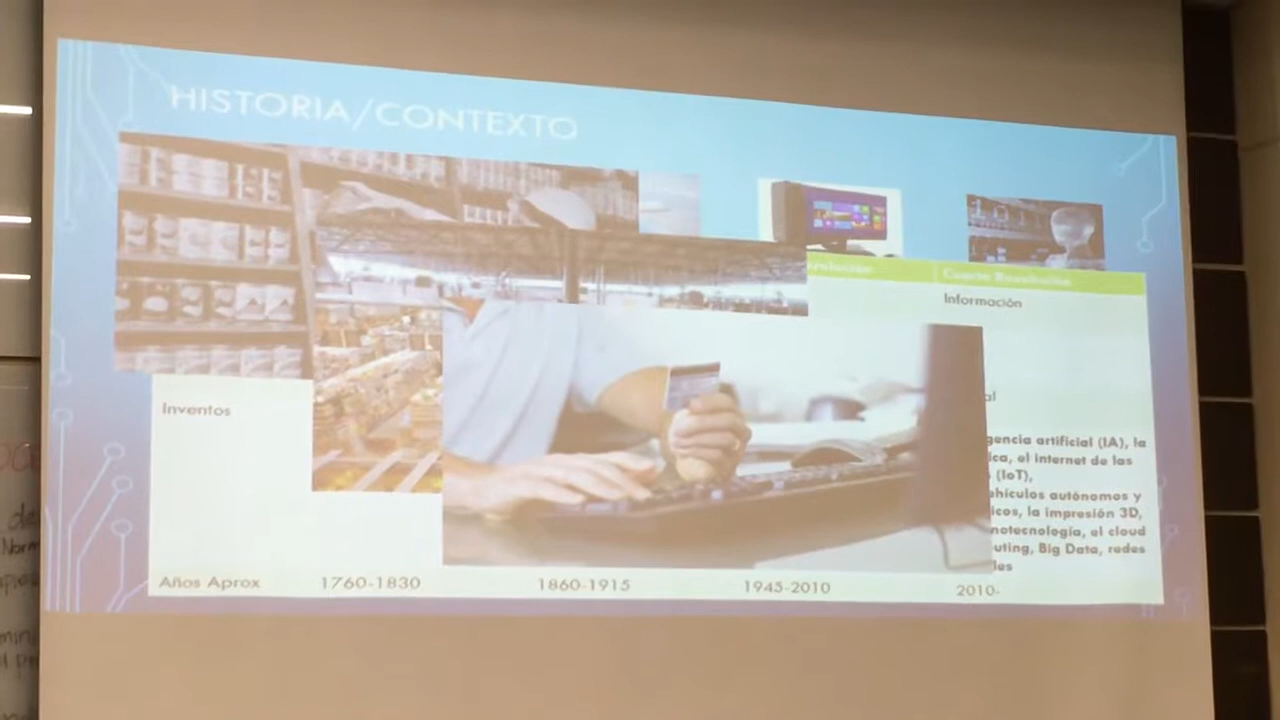 HISTORIA/CONTEXTO
Cuarta Revolución
Información
Inventos
al
gencia artificial (IA), la
ica, el internet de las
(IoT),
ehículos autónomos y
icos, la impresión 3D,
notecnología, el cloud
uting, Big Data, redes
les
Años Aprox
1760-1830
1860-1915
1945-2010
2010-